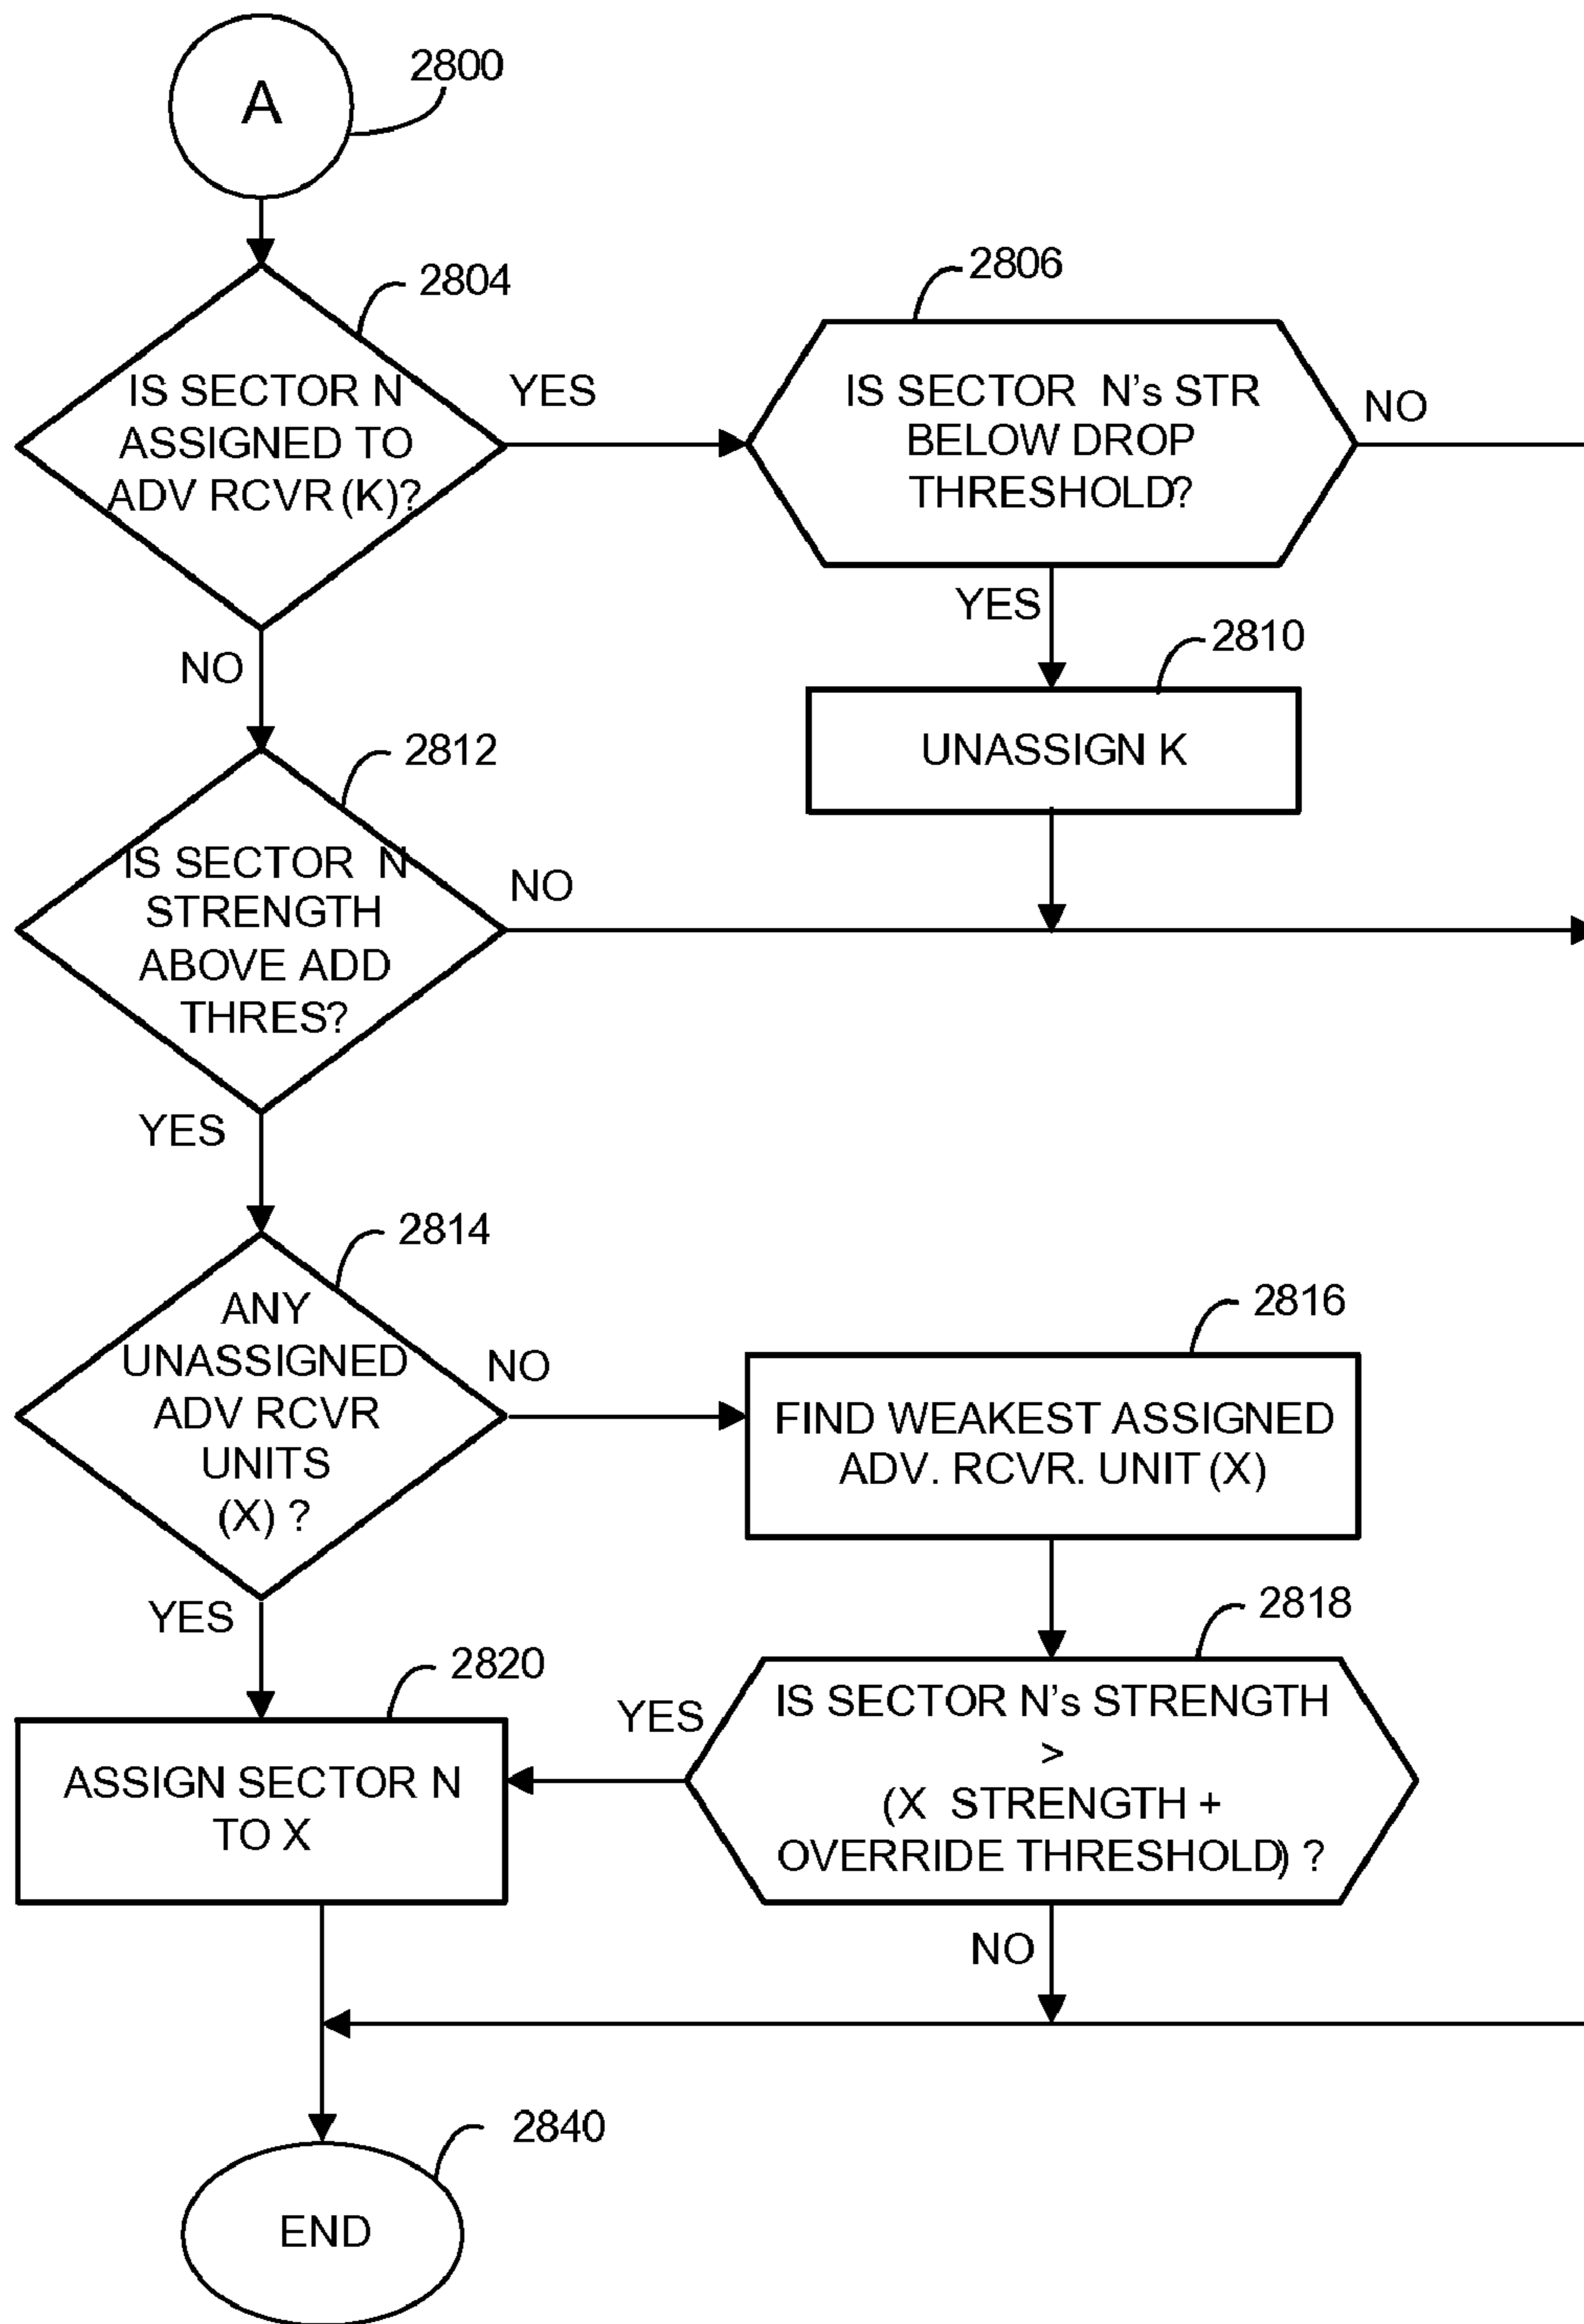 A
2800
2804
IS SECTOR N
ASSIGNED TO
ADV RCVR (K)?
YES
NO
2806
IS SECTOR N's STR
BELOW DROP
THRESHOLD?
NO
YES
2810
UNASSIGN K
2812
IS SECTOR N
STRENGTH
ABOVE ADD
THRES?
NO
YES
2814
ANY
UNASSIGNED
ADV RCVR
UNITS
(X) ?
NO
YES
2816
FIND WEAKEST ASSIGNED
ADV. RCVR. UNIT (X)
2818
IS SECTOR N's STRENGTH
>
(X STRENGTH +
OVERRIDE THRESHOLD) ?
YES
NO
2820
ASSIGN SECTOR N
TO X
2840
END